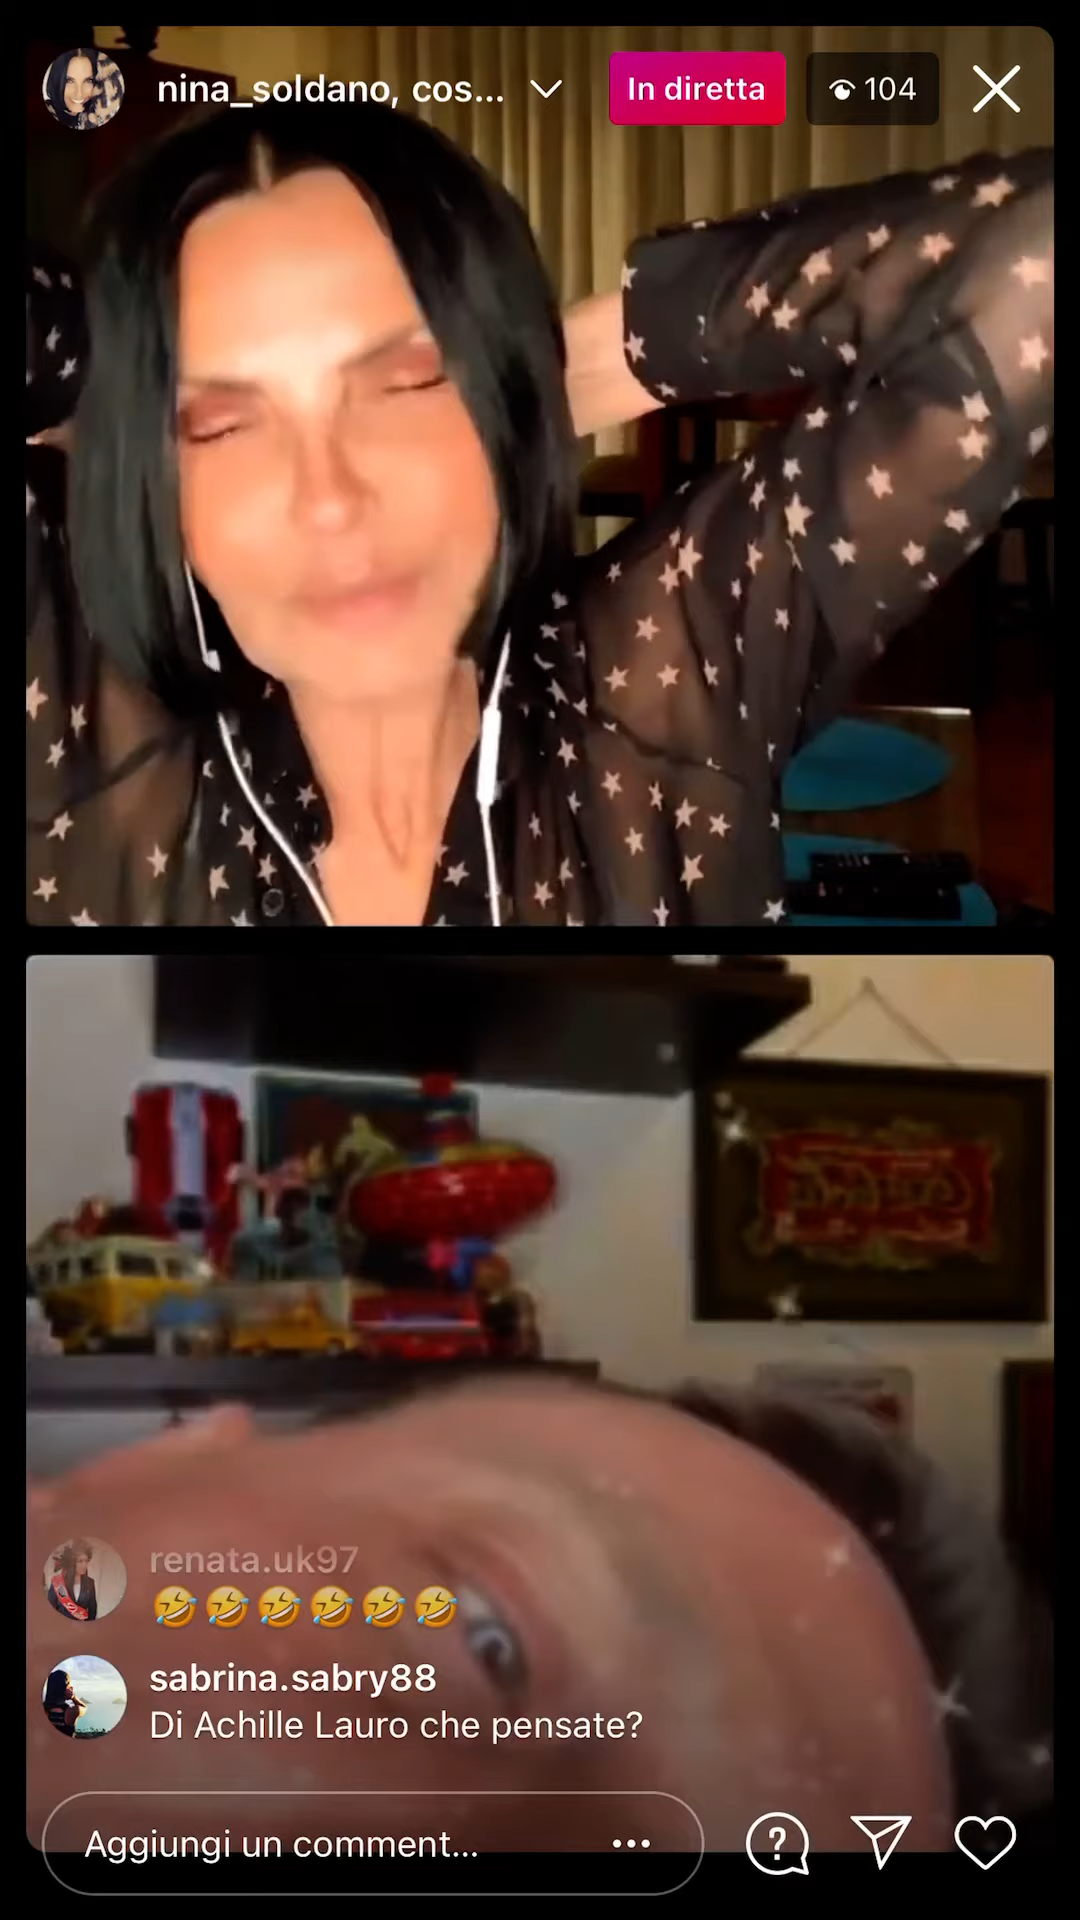 nina_soldano, cos...
In diretta
104
renata.uk97
🤣🤣🤣🤣🤣🤣
sabrina.sabry88
Di Achille Lauro che pensate?
Aggiungi un comment...